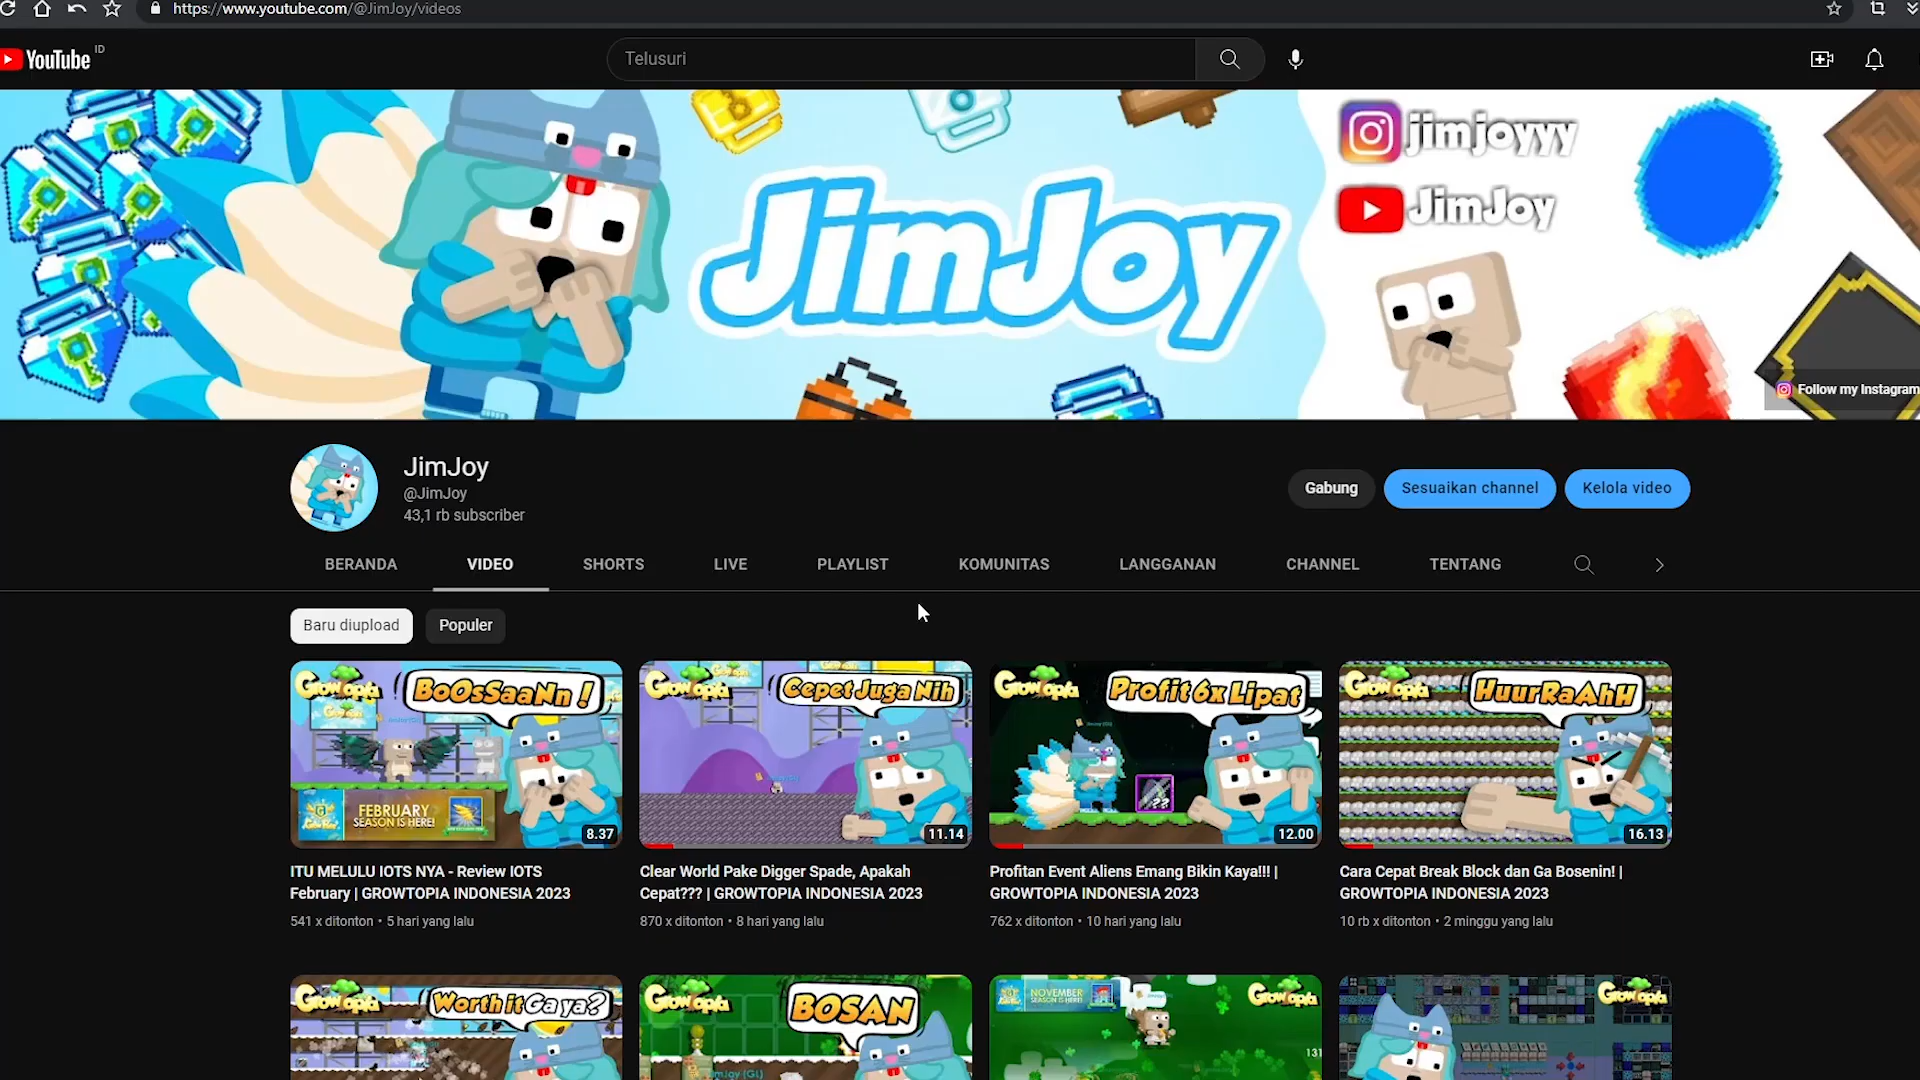 https://www.youtube.com/@JimJoy/videos
YouTube ID
Telusuri
JimJoy
jimjoyyy
JimJoy
Follow my Instagram
JimJoy
@JimJoy
43,1 rb subscriber
Gabung
Sesuaikan channel
Kelola video
BERANDA
VIDEO
SHORTS
LIVE
PLAYLIST
KOMUNITAS
LANGGANAN
CHANNEL
TENTANG
Baru diupload
Populer
Growtopia
BoOsSaaNn !
FEBRUARY
SEASON IS HERE!
8.37
Growtopia
Cepet Juga Nih
11.14
Growtopia
Profit 6x Lipat
12.00
Growtopia
HuurRaAhH
16.13
ITU MELULU IOTS NYA - Review IOTS
February | GROWTOPIA INDONESIA 2023
541 x ditonton • 5 hari yang lalu
Clear World Pake Digger Spade, Apakah
Cepat??? | GROWTOPIA INDONESIA 2023
870 x ditonton • 8 hari yang lalu
Profitan Event Aliens Emang Bikin Kaya!!! |
GROWTOPIA INDONESIA 2023
762 x ditonton • 10 hari yang lalu
Cara Cepat Break Block dan Ga Bosenin! |
GROWTOPIA INDONESIA 2023
10 rb x ditonton • 2 minggu yang lalu
Growtopia
Worth it Ga ya?
Growtopia
BOSAN
JimJoy (GL)
NOVEMBER
SEASON IS HERE!
Growtopia
131
Growtopia